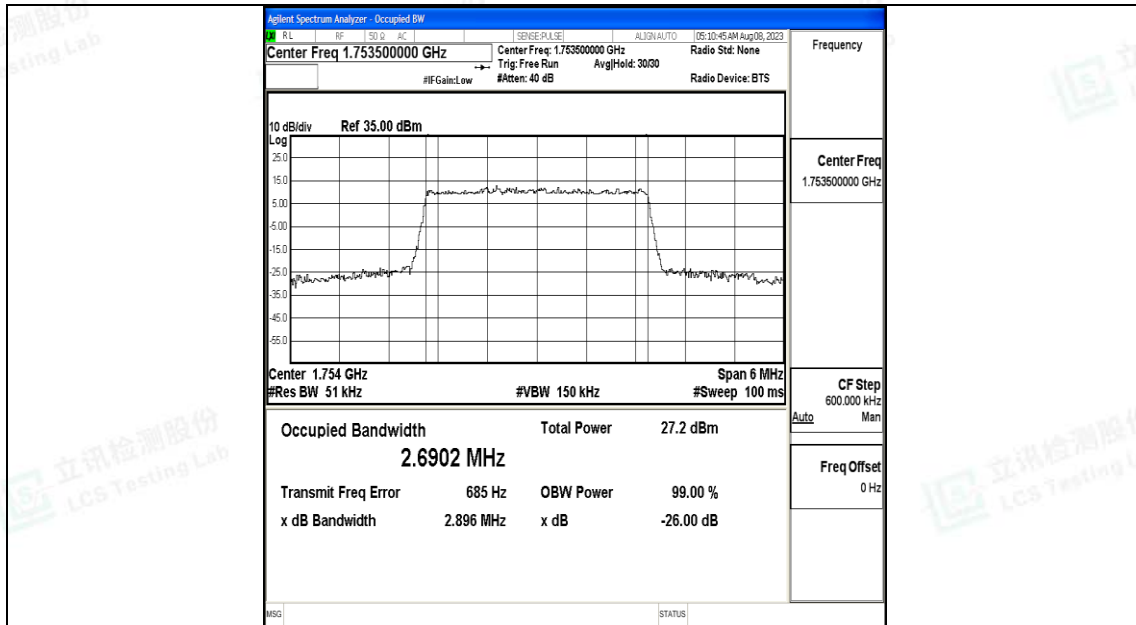 Agilent Spectrum Analyzer - Occupied BW
RL RF 50 Ω AC SENSE:PULSE ALIGN AUTO 05:10:45 AM Aug 08, 2023
Center Freq 1.753500000 GHz
Center Freq: 1.753500000 GHz
Radio Std: None
Trig: Free Run Avg|Hold: 30/30
#IFGain:Low
#Atten: 40 dB
Radio Device: BTS
10 dB/div Ref 35.00 dBm
Log
25.0
15.0
5.00
-5.00
-15.0
-25.0
-35.0
-45.0
-55.0
Center 1.754 GHz Span 6 MHz
#Res BW 51 kHz #VBW 150 kHz #Sweep 100 ms
Occupied Bandwidth Total Power 27.2 dBm
2.6902 MHz
Transmit Freq Error 685 Hz OBW Power 99.00 %
x dB Bandwidth 2.896 MHz x dB -26.00 dB
MSG STATUS
Frequency
Center Freq
1.753500000 GHz
CF Step
600.000 kHz
Auto Man
Freq Offset
0 Hz
立讯检测股份
LCS Testing Lab
立讯检测股份